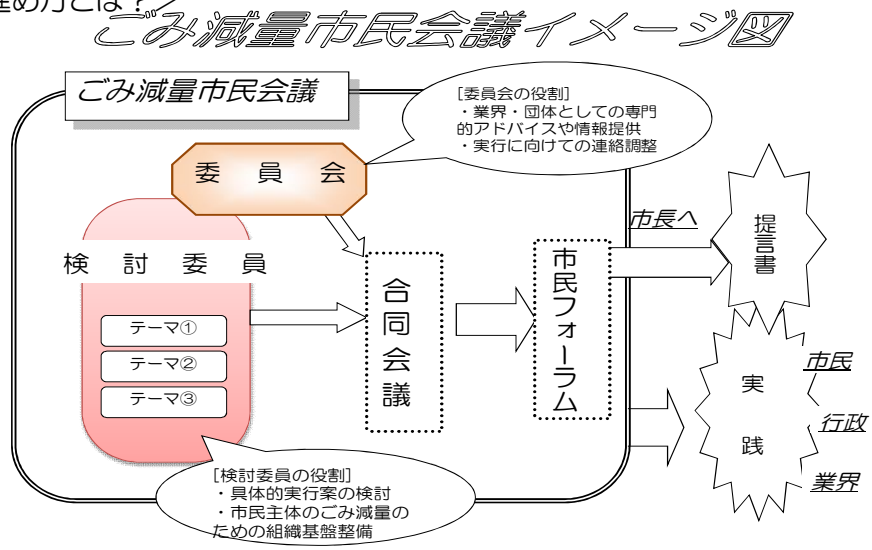 進め方とは？
ごみ減量市民会議イメージ図
ごみ減量市民会議
[委員会の役割]
・業界・団体としての専門
的アドバイスや情報提供
・実行に向けての連絡調整
委員会
市長へ
提言書
検討委員
合同会議
市民フォーラム
テーマ①
テーマ②
テーマ③
実践
市民
行政
業界
[検討委員の役割]
・具体的実行案の検討
・市民主体のごみ減量の
ための組織基盤整備